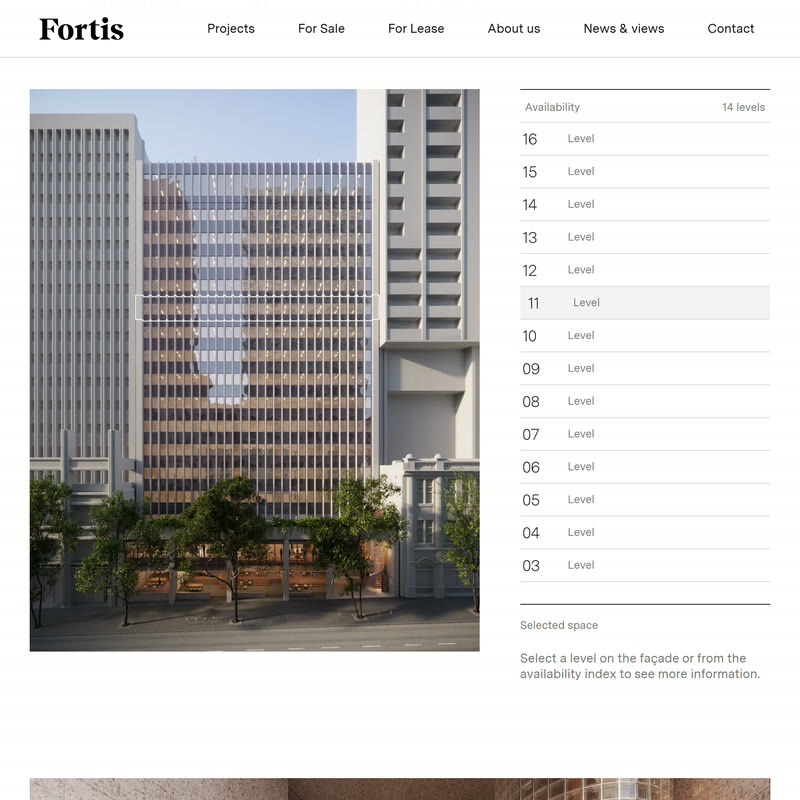 Fortis
Projects
For Sale
For Lease
About us
News & views
Contact
Availability
14 levels
16 Level
15 Level
14 Level
13 Level
12 Level
11 Level
10 Level
09 Level
08 Level
07 Level
06 Level
05 Level
04 Level
03 Level
Selected space
Select a level on the façade or from the
availability index to see more information.